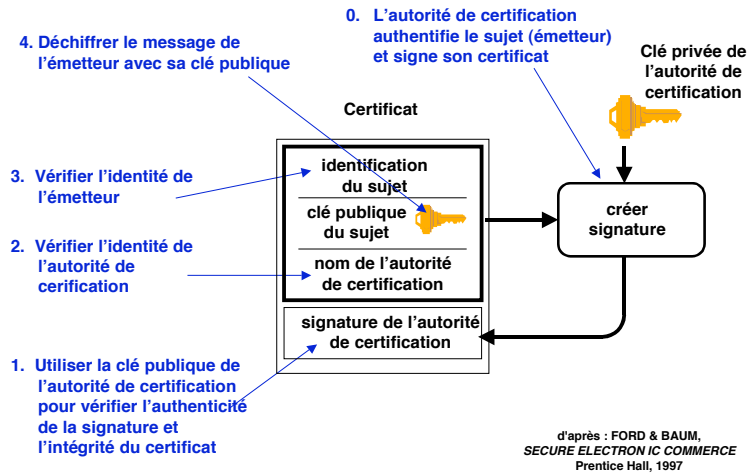 0. L'autorité de certification
authentifie le sujet (émetteur)
et signe son certificat
4. Déchiffrer le message de
l'émetteur avec sa clé publique
Clé privée de
l'autorité de
certification
Certificat
3. Vérifier l'identité de
l'émetteur
identification
du sujet
clé publique
du sujet
créer
signature
2. Vérifier l'identité de
l'autorité de
cerification
nom de l'autorité
de certification
signature de l'autorité
de certification
1. Utiliser la clé publique de
l'autorité de certification
pour vérifier l'authenticité
de la signature et
l'intégrité du certificat
d'après : FORD & BAUM,
SECURE ELECTRON IC COMMERCE
Prentice Hall, 1997